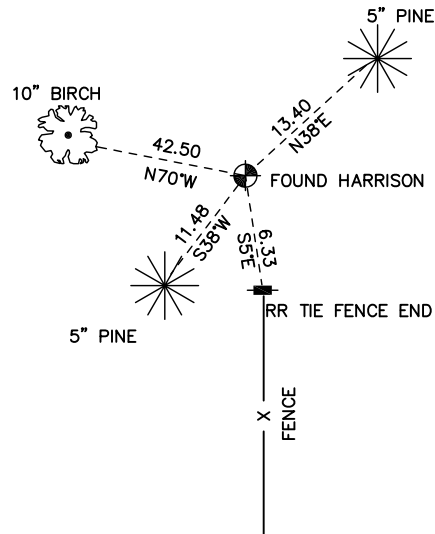 5” PINE
10” BIRCH
13.40
N38°E
42.50
N70°W
FOUND HARRISON
11.48
S38°W
6.33
S5°E
RR TIE FENCE END
5” PINE
X
FENCE